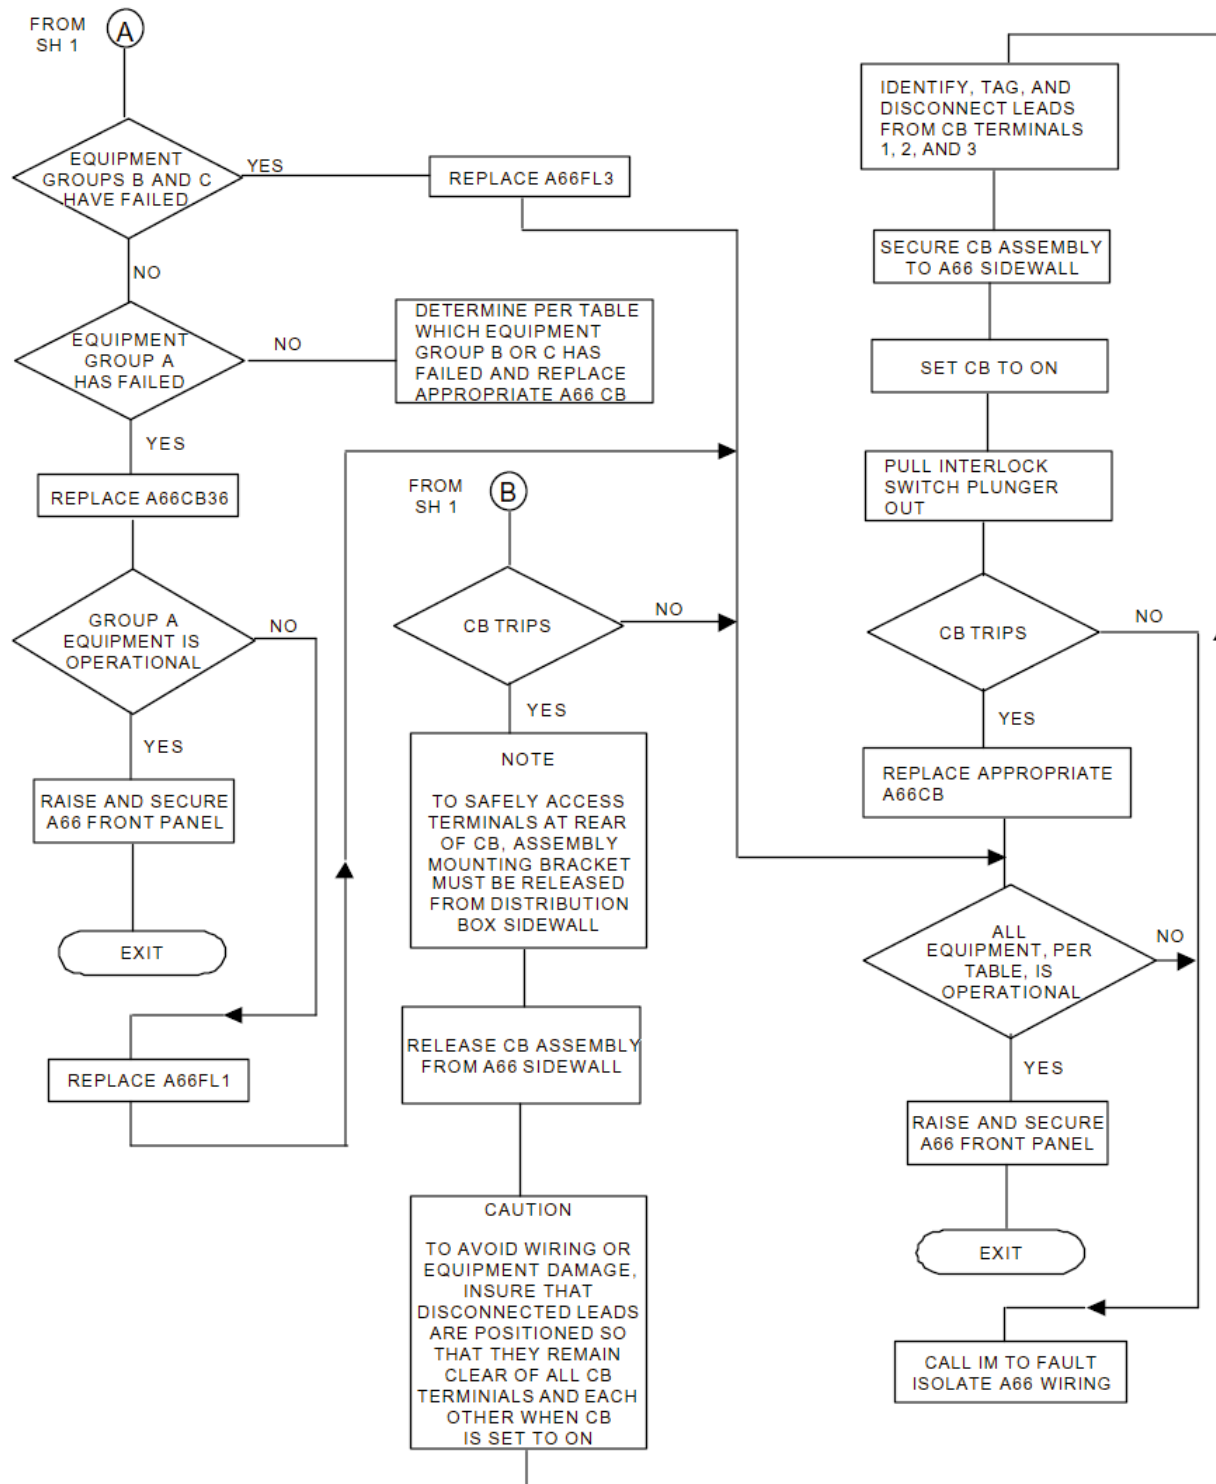 FROM
SH 1
A
EQUIPMENT
GROUPS B AND C
HAVE FAILED
YES
REPLACE A66FL3
NO
EQUIPMENT
GROUP A
HAS FAILED
NO
DETERMINE PER TABLE
WHICH EQUIPMENT
GROUP B OR C HAS
FAILED AND REPLACE
APPROPRIATE A66 CB
YES
REPLACE A66CB36
GROUP A
EQUIPMENT IS
OPERATIONAL
NO
YES
RAISE AND SECURE
A66 FRONT PANEL
EXIT
REPLACE A66FL1
FROM
SH 1
B
CB TRIPS
NO
YES
NOTE
TO SAFELY ACCESS
TERMINALS AT REAR
OF CB, ASSEMBLY
MOUNTING BRACKET
MUST BE RELEASED
FROM DISTRIBUTION
BOX SIDEWALL
RELEASE CB ASSEMBLY
FROM A66 SIDEWALL
CAUTION
TO AVOID WIRING OR
EQUIPMENT DAMAGE,
INSURE THAT
DISCONNECTED LEADS
ARE POSITIONED SO
THAT THEY REMAIN
CLEAR OF ALL CB
TERMINIALS AND EACH
OTHER WHEN CB
IS SET TO ON
IDENTIFY, TAG, AND
DISCONNECT LEADS
FROM CB TERMINALS
1, 2, AND 3
SECURE CB ASSEMBLY
TO A66 SIDEWALL
SET CB TO ON
PULL INTERLOCK
SWITCH PLUNGER
OUT
CB TRIPS
NO
YES
REPLACE APPROPRIATE
A66CB
ALL
EQUIPMENT, PER
TABLE, IS
OPERATIONAL
NO
YES
RAISE AND SECURE
A66 FRONT PANEL
EXIT
CALL IM TO FAULT
ISOLATE A66 WIRING